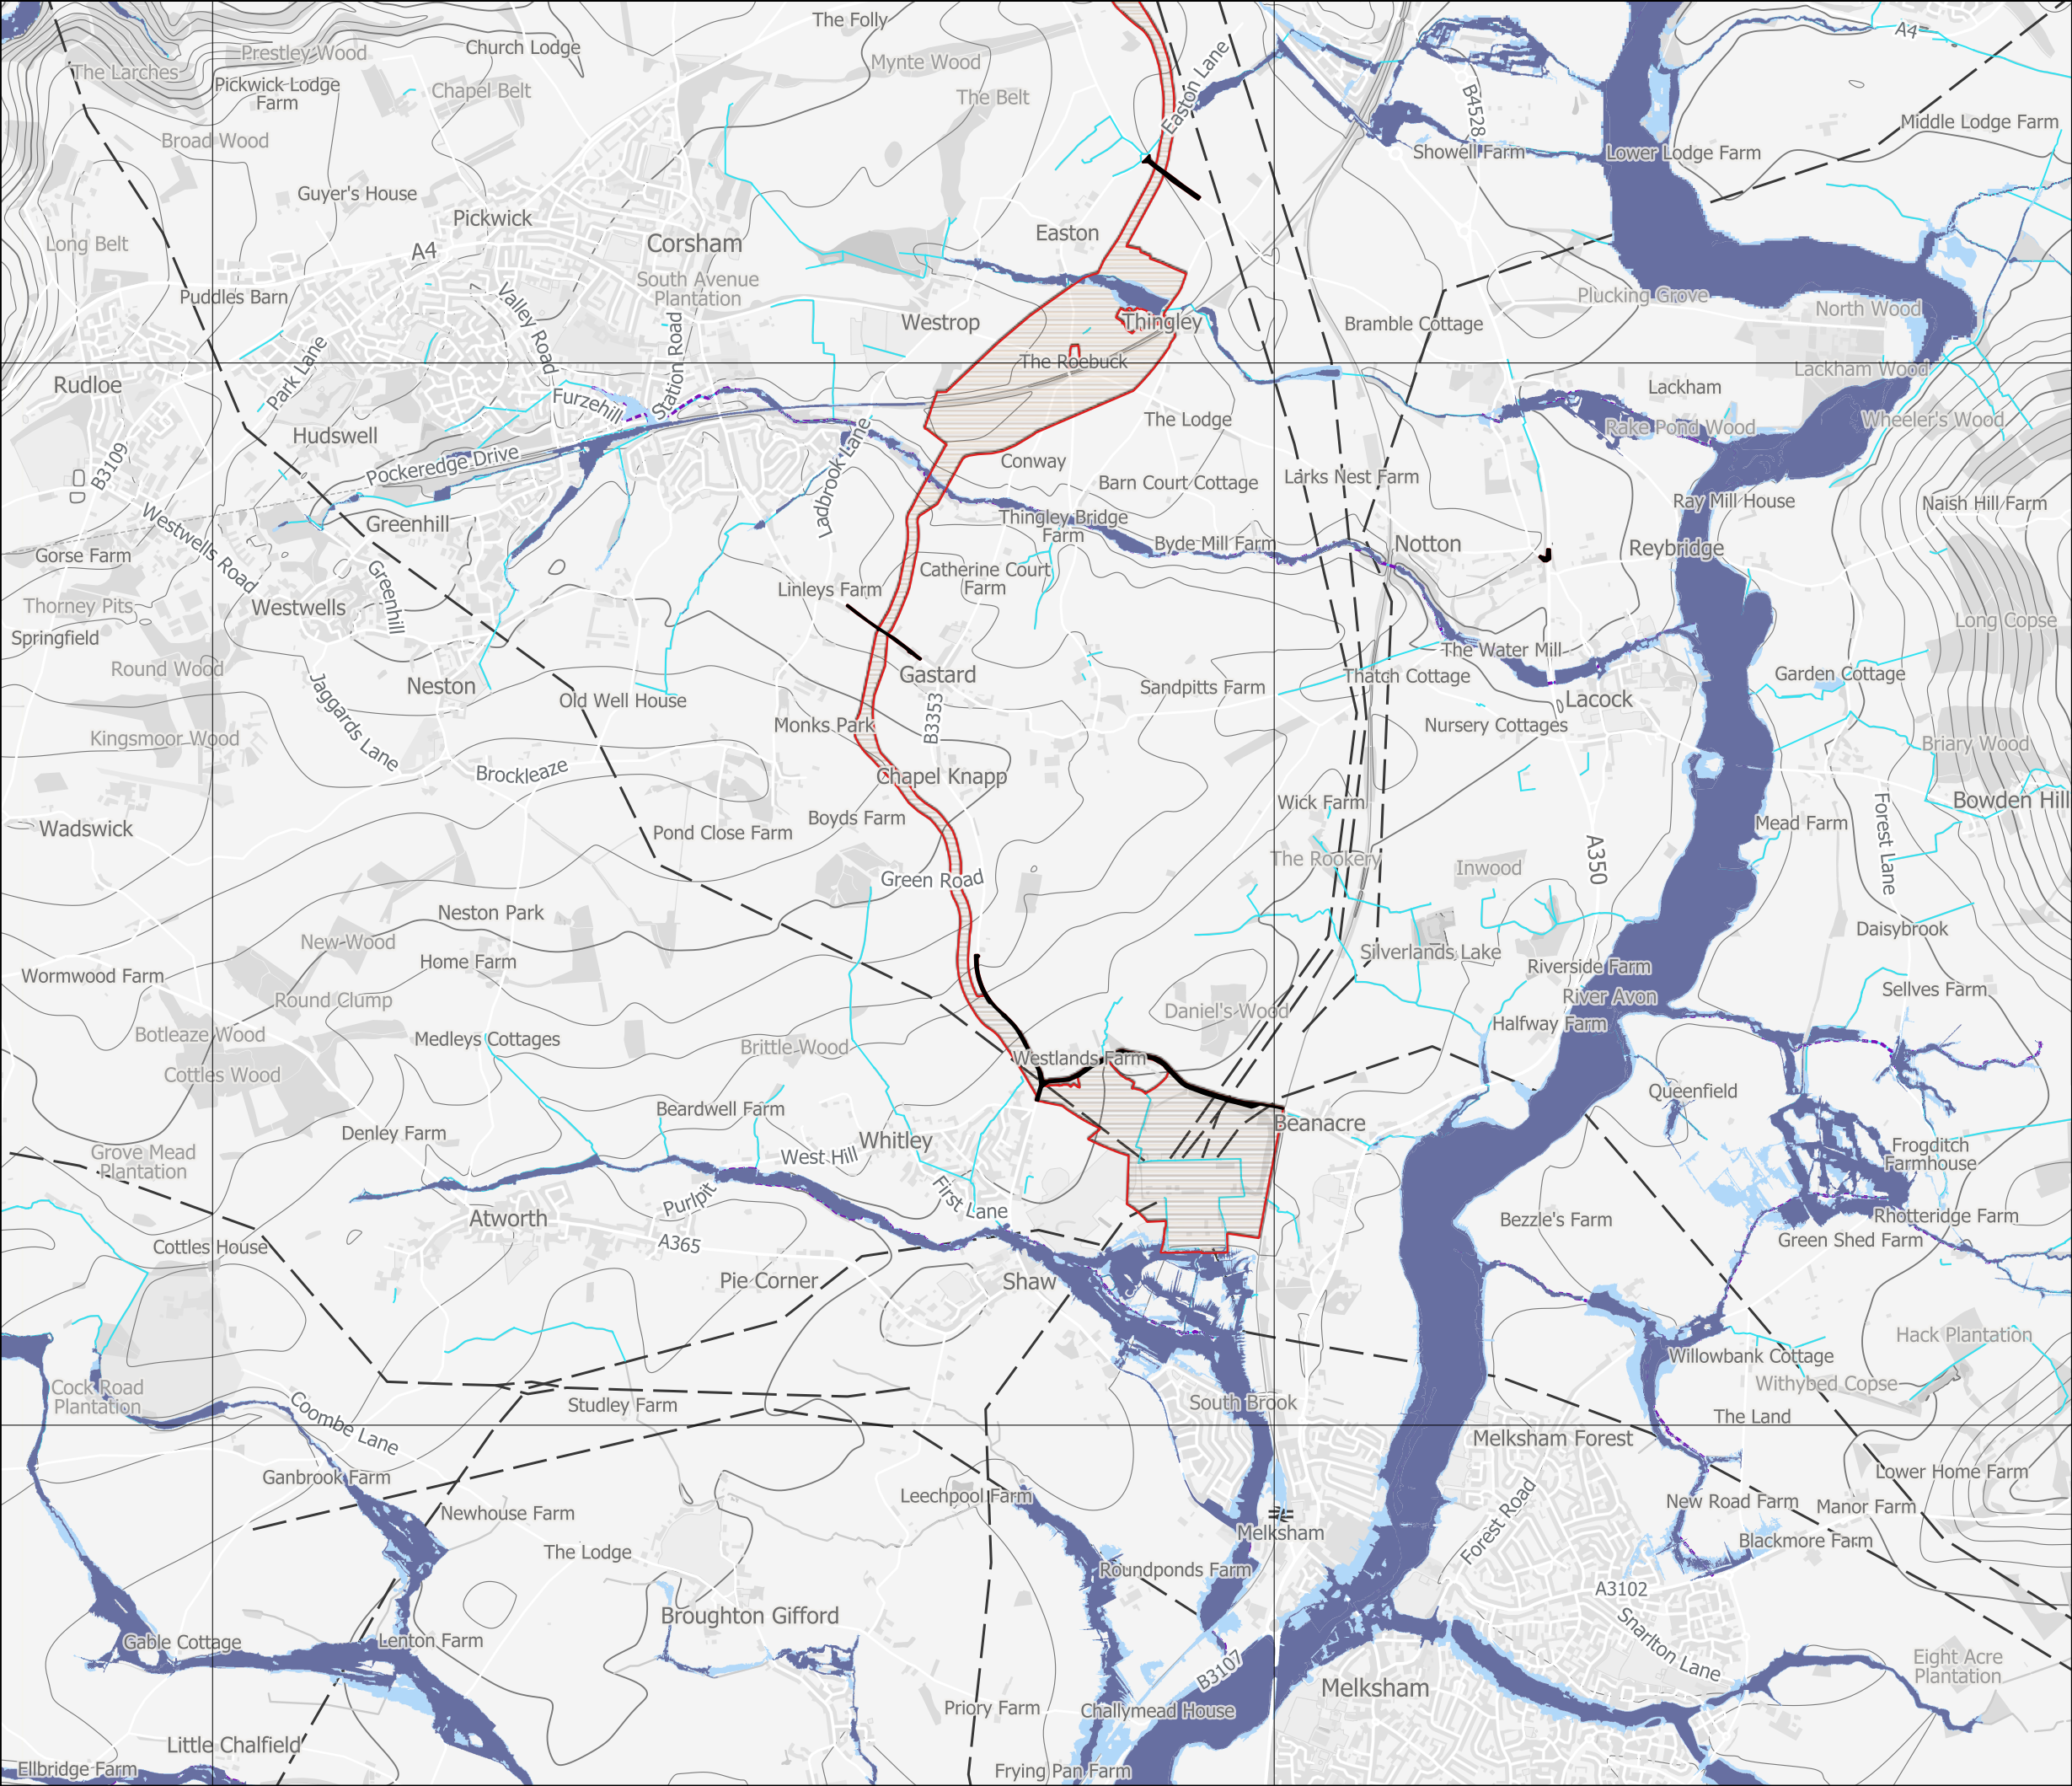 The Folly
A4
Church Lodge
Prestley Wood
Mynte Wood
The Larches
Pickwick Lodge
Farm
Chapel Belt
The Belt
Easton Lane
B4528
Middle Lodge Farm
Broad Wood
Showell Farm
Lower Lodge Farm
Guyer's House
Pickwick
Easton
Long Belt
A4
Corsham
South Avenue
Plantation
Puddles Barn
Plucking Grove
North Wood
Valley Road
Station Road
Westrop
Thingley
Bramble Cottage
Park Lane
The Roebuck
Lackham Wood
Rudloe
Lackham
Furzehill
The Lodge
Rake Pond Wood
Wheeler's Wood
Hudswell
Ladbrook Lane
B3109
Pockeredge Drive
Conway
Barn Court Cottage
Larks Nest Farm
Ray Mill House
Naish Hill Farm
Westwells Road
Greenhill
Thingley Bridge
Farm
Byde Mill Farm
Notton
Reybridge
Gorse Farm
Greenhill
Catherine Court
Farm
Linleys Farm
Thorney Pits
Westwells
Long Copse
Springfield
The Water Mill
Round Wood
Gastard
Thatch Cottage
Garden Cottage
Jaggards Lane
Neston
Old Well House
Sandpitts Farm
Lacock
B3353
Monks Park
Nursery Cottages
Kingsmoor Wood
Briary Wood
Brockleaze
Chapel Knapp
Wick Farm
Bowden Hill
Boyds Farm
Wadswick
Pond Close Farm
Mead Farm
Forest Lane
A350
The Rookery
Inwood
Green Road
Neston Park
New Wood
Daisybrook
Home Farm
Silverlands Lake
Wormwood Farm
Riverside Farm
Sellves Farm
Round Clump
River Avon
Daniel's Wood
Halfway Farm
Botleaze Wood
Medleys Cottages
Brittle Wood
Westlands Farm
Cottles Wood
Queenfield
Beardwell Farm
Beanacre
Denley Farm
Whitley
Frogditch
Farmhouse
Grove Mead
Plantation
West Hill
Purlpit
First Lane
Atworth
Bezzle's Farm
Rhotteridge Farm
A365
Green Shed Farm
Cottles House
Pie Corner
Shaw
Hack Plantation
Willowbank Cottage
Cock Road
Plantation
Withybed Copse
Studley Farm
South Brook
The Land
Coombe Lane
Melksham Forest
Ganbrook Farm
Lower Home Farm
Leechpool Farm
New Road Farm
Manor Farm
Newhouse Farm
Forest Road
Melksham
Blackmore Farm
The Lodge
Roundponds Farm
A3102
Broughton Gifford
Snarlton Lane
Gable Cottage
Lenton Farm
B3107
Eight Acre
Plantation
Melksham
Priory Farm
Challymead House
Little Chalfield
Ellbridge Farm
Frying Pan Farm